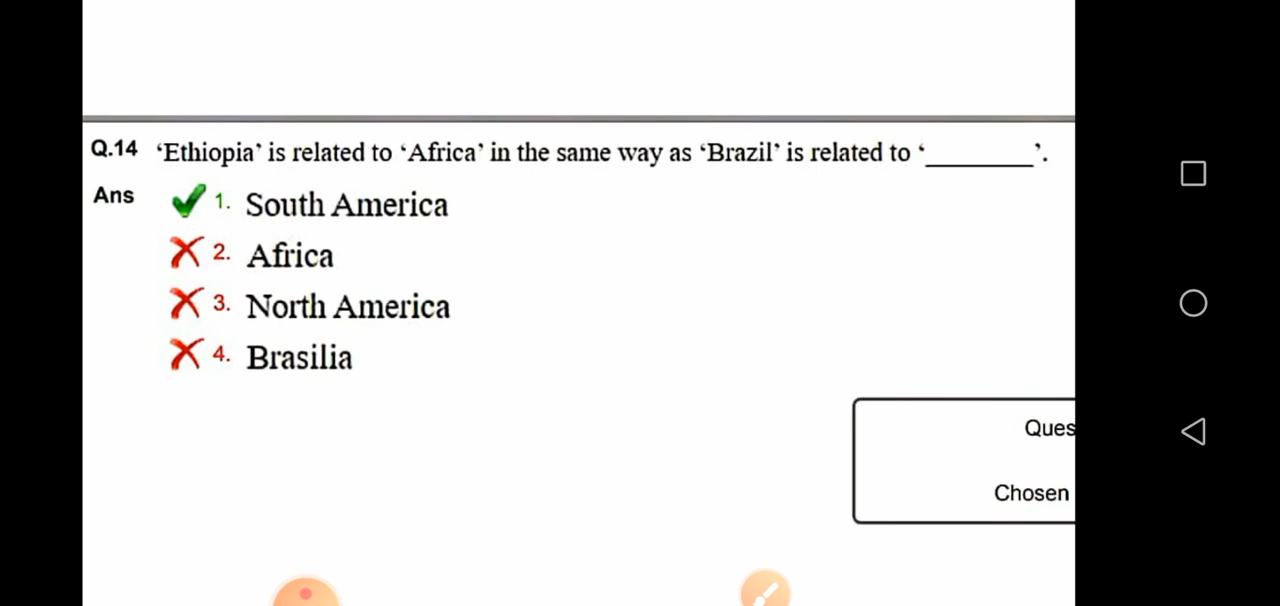 Q.14 ‘Ethiopia’ is related to ‘Africa’ in the same way as ‘Brazil’ is related to ‘________’.
Ans 1. South America
2. Africa
3. North America
4. Brasilia
Ques
Chosen